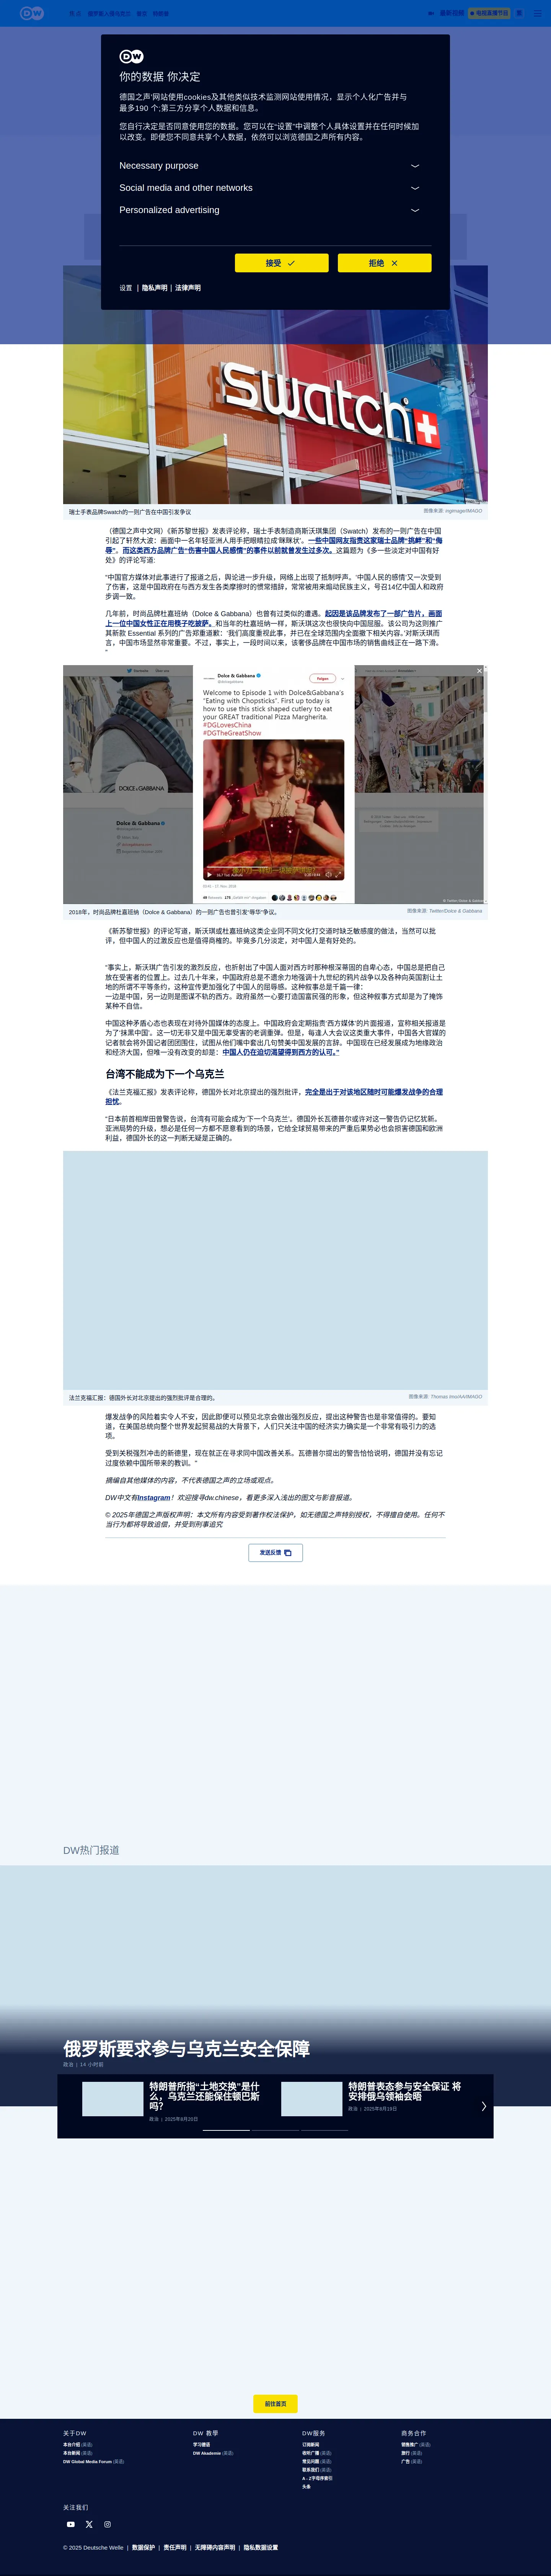 DW
你的数据 你决定
德国之声'网站使用cookies及其他类似技术监测网站使用情况，显示个人化广告并与
最多190 个;第三方分享个人数据和信息。
您自行决定是否同意使用您的数据。您可以在“设置”中调整个人具体设置并在任何时候加
以改变。即便您不同意共享个人数据，依然可以浏览德国之声所有内容。
Necessary purpose
Social media and other networks
Personalized advertising
接受
拒绝
设置 | 隐私声明 | 法律声明
swatch
瑞士手表品牌Swatch的一则广告在中国引发争议
图像来源: ingimage/IMAGO
（德国之声中文网）《新苏黎世报》发表评论称，瑞士手表制造商斯沃琪集团（Swatch）发布的一则广告在中国
引起了轩然大波：画面中一名年轻亚洲人用手把眼睛拉成‘眯眯状’。一些中国网友指责这家瑞士品牌“挑衅”和“侮
辱”。而这类西方品牌广告“伤害中国人民感情”的事件以前就曾发生过多次。这篇题为《多一些淡定对中国有好
处》的评论写道:
“中国官方媒体对此事进行了报道之后，舆论进一步升级，网络上出现了抵制呼声。‘中国人民的感情’又一次受到
了伤害，这是中国政府在与西方发生各类摩擦时的惯常措辞，常常被用来煽动民族主义，号召14亿中国人和政府
步调一致。
几年前，时尚品牌杜嘉班纳（Dolce & Gabbana）也曾有过类似的遭遇。起因是该品牌发布了一部广告片，画面
上一位中国女性正在用筷子吃披萨。和当年的杜嘉班纳一样，斯沃琪这次也很快向中国屈服。该公司为这则推广
其新款 Essential 系列的广告郑重道歉：‘我们高度重视此事，并已在全球范围内全面撤下相关内容。’对斯沃琪而
言，中国市场显然非常重要。不过，事实上，一段时间以来，该奢侈品牌在中国市场的销售曲线正在一路下滑。
”
Dolce & Gabbana
Folgen
Welcome to Episode 1 with Dolce&Gabbana's
"Eating with Chopsticks". First up today is
how to use this stick shaped cutlery to eat
your GREAT traditional Pizza Margherita.
#DGLovesChina
#DGTheGreatShow
DOLCE & GABBANA
Dolce & Gabbana
2018年，时尚品牌杜嘉班纳（Dolce & Gabbana）的一则广告也曾引发“辱华”争议。
图像来源: Twitter/Dolce & Gabbana
《新苏黎世报》的评论写道，斯沃琪或杜嘉班纳这类企业同不同文化打交道时缺乏敏感度的做法，当然可以批
评，但中国人的过激反应也是值得商榷的。毕竟多几分淡定，对中国人是有好处的。
“事实上，斯沃琪广告引发的激烈反应，也折射出了中国人面对西方时那种根深蒂固的自卑心态，中国总是把自己
放在受害者的位置上。过去几十年来，中国政府总是不遗余力地强调十九世纪的西方鸦片战争以及各种向英国割让土
地的所谓不平等条约，这种宣传更加强化了中国人的屈辱感。这种叙事总是千篇一律：
一边是中国，另一边则是图谋不轨的西方。政府虽然一心要打造国富民强的形象，但这种叙事方式却是为了掩饰
某种不自信。
中国这种矛盾心态也表现在对待外国媒体的态度上。中国政府会定期指责‘西方媒体’的片面报道，宣称相关报道是
为了‘抹黑中国’。这一切无非又是中国无辜受害的老调重弹。但是，每逢人大会议这类重大事件，中国各大官媒的
记者就会将外国记者团团围住，试图从他们嘴中套出几句赞美中国发展的言辞。中国现在已经发展成为地缘政治
和经济大国，但唯一没有改变的却是：中国人仍在迫切渴望得到西方的认可。”
台湾不能成为下一个乌克兰
《法兰克福汇报》发表评论称，德国外长对北京提出的强烈批评，完全是出于对该地区随时可能爆发战争的合理
担忧。
“日本前首相岸田曾警告说，台湾有可能会成为‘下一个乌克兰’。德国外长瓦德普尔或许对这一警告仍记忆犹新。
亚洲局势的升级，想必是任何一方都不愿意看到的场景，它给全球贸易带来的严重后果势必也会损害德国和欧洲
利益，德国外长的这一判断无疑是正确的。
法兰克福汇报：德国外长对北京提出的强烈批评是合理的。
图像来源: Thomas Imo/AA/IMAGO
爆发战争的风险着实令人不安，因此即便可以预见北京会做出强烈反应，提出这种警告也是非常值得的。要知
道，在美国总统向整个世界发起贸易战的大背景下，人们只关注中国的经济实力确实是一个非常有吸引力的选
项。
受到关税强烈冲击的新德里，现在就正在寻求同中国改善关系。瓦德普尔提出的警告恰恰说明，德国并没有忘记
过度依赖中国所带来的教训。”
摘编自其他媒体的内容，不代表德国之声的立场或观点。
DW中文有Instagram！欢迎搜寻dw.chinese，看更多深入浅出的图文与影音报道。
© 2025年德国之声版权声明：本文所有内容受到著作权法保护，如无德国之声特别授权，不得擅自使用。任何不
当行为都将导致追偿，并受到刑事追究
发送反馈
DW热门报道
俄罗斯要求参与乌克兰安全保障
政治 | 14 小时前
特朗普所指“土地交换”是什
么，乌克兰还能保住顿巴斯
吗？
政治 | 2025年8月20日
特朗普表态参与安全保证 将
安排俄乌领袖会晤
政治 | 2025年8月19日
前往首页
关于DW
本台介绍 (英语)
本台新闻 (英语)
DW Global Media Forum (英语)
DW 教學
学习德语
DW Akademie (英语)
DW服务
订阅新闻
收听广播 (英语)
常见问题 (英语)
联系我们 (英语)
A - Z字母序索引
头条
商务合作
销售推广 (英语)
旅行 (英语)
广告 (英语)
关注我们
© 2025 Deutsche Welle | 数据保护 | 责任声明 | 无障碍内容声明 | 隐私数据设置